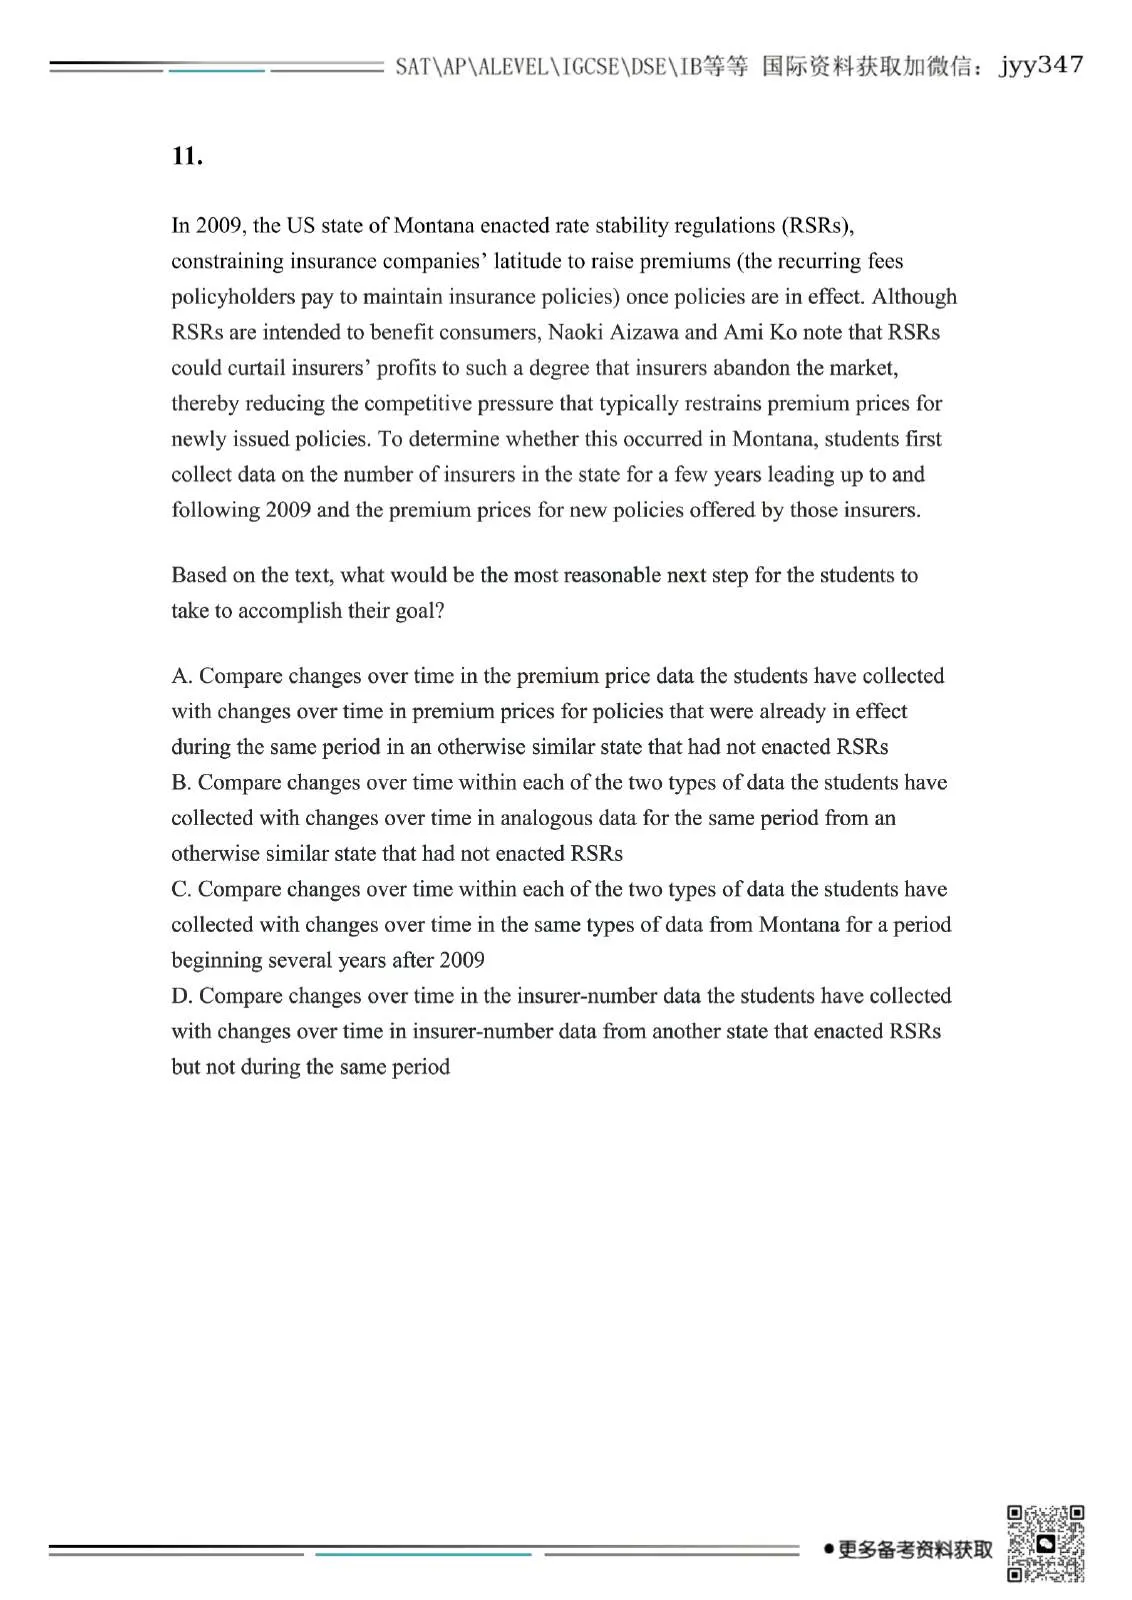 SAT\AP\ALEVEL\IGCSE\DSE\IB等等 国际资料获取加微信：jyy347
11.
In 2009, the US state of Montana enacted rate stability regulations (RSRs),
constraining insurance companies’ latitude to raise premiums (the recurring fees
policyholders pay to maintain insurance policies) once policies are in effect. Although
RSRs are intended to benefit consumers, Naoki Aizawa and Ami Ko note that RSRs
could curtail insurers’ profits to such a degree that insurers abandon the market,
thereby reducing the competitive pressure that typically restrains premium prices for
newly issued policies. To determine whether this occurred in Montana, students first
collect data on the number of insurers in the state for a few years leading up to and
following 2009 and the premium prices for new policies offered by those insurers.
Based on the text, what would be the most reasonable next step for the students to
take to accomplish their goal?
A. Compare changes over time in the premium price data the students have collected
with changes over time in premium prices for policies that were already in effect
during the same period in an otherwise similar state that had not enacted RSRs
B. Compare changes over time within each of the two types of data the students have
collected with changes over time in analogous data for the same period from an
otherwise similar state that had not enacted RSRs
C. Compare changes over time within each of the two types of data the students have
collected with changes over time in the same types of data from Montana for a period
beginning several years after 2009
D. Compare changes over time in the insurer-number data the students have collected
with changes over time in insurer-number data from another state that enacted RSRs
but not during the same period
●更多备考资料获取